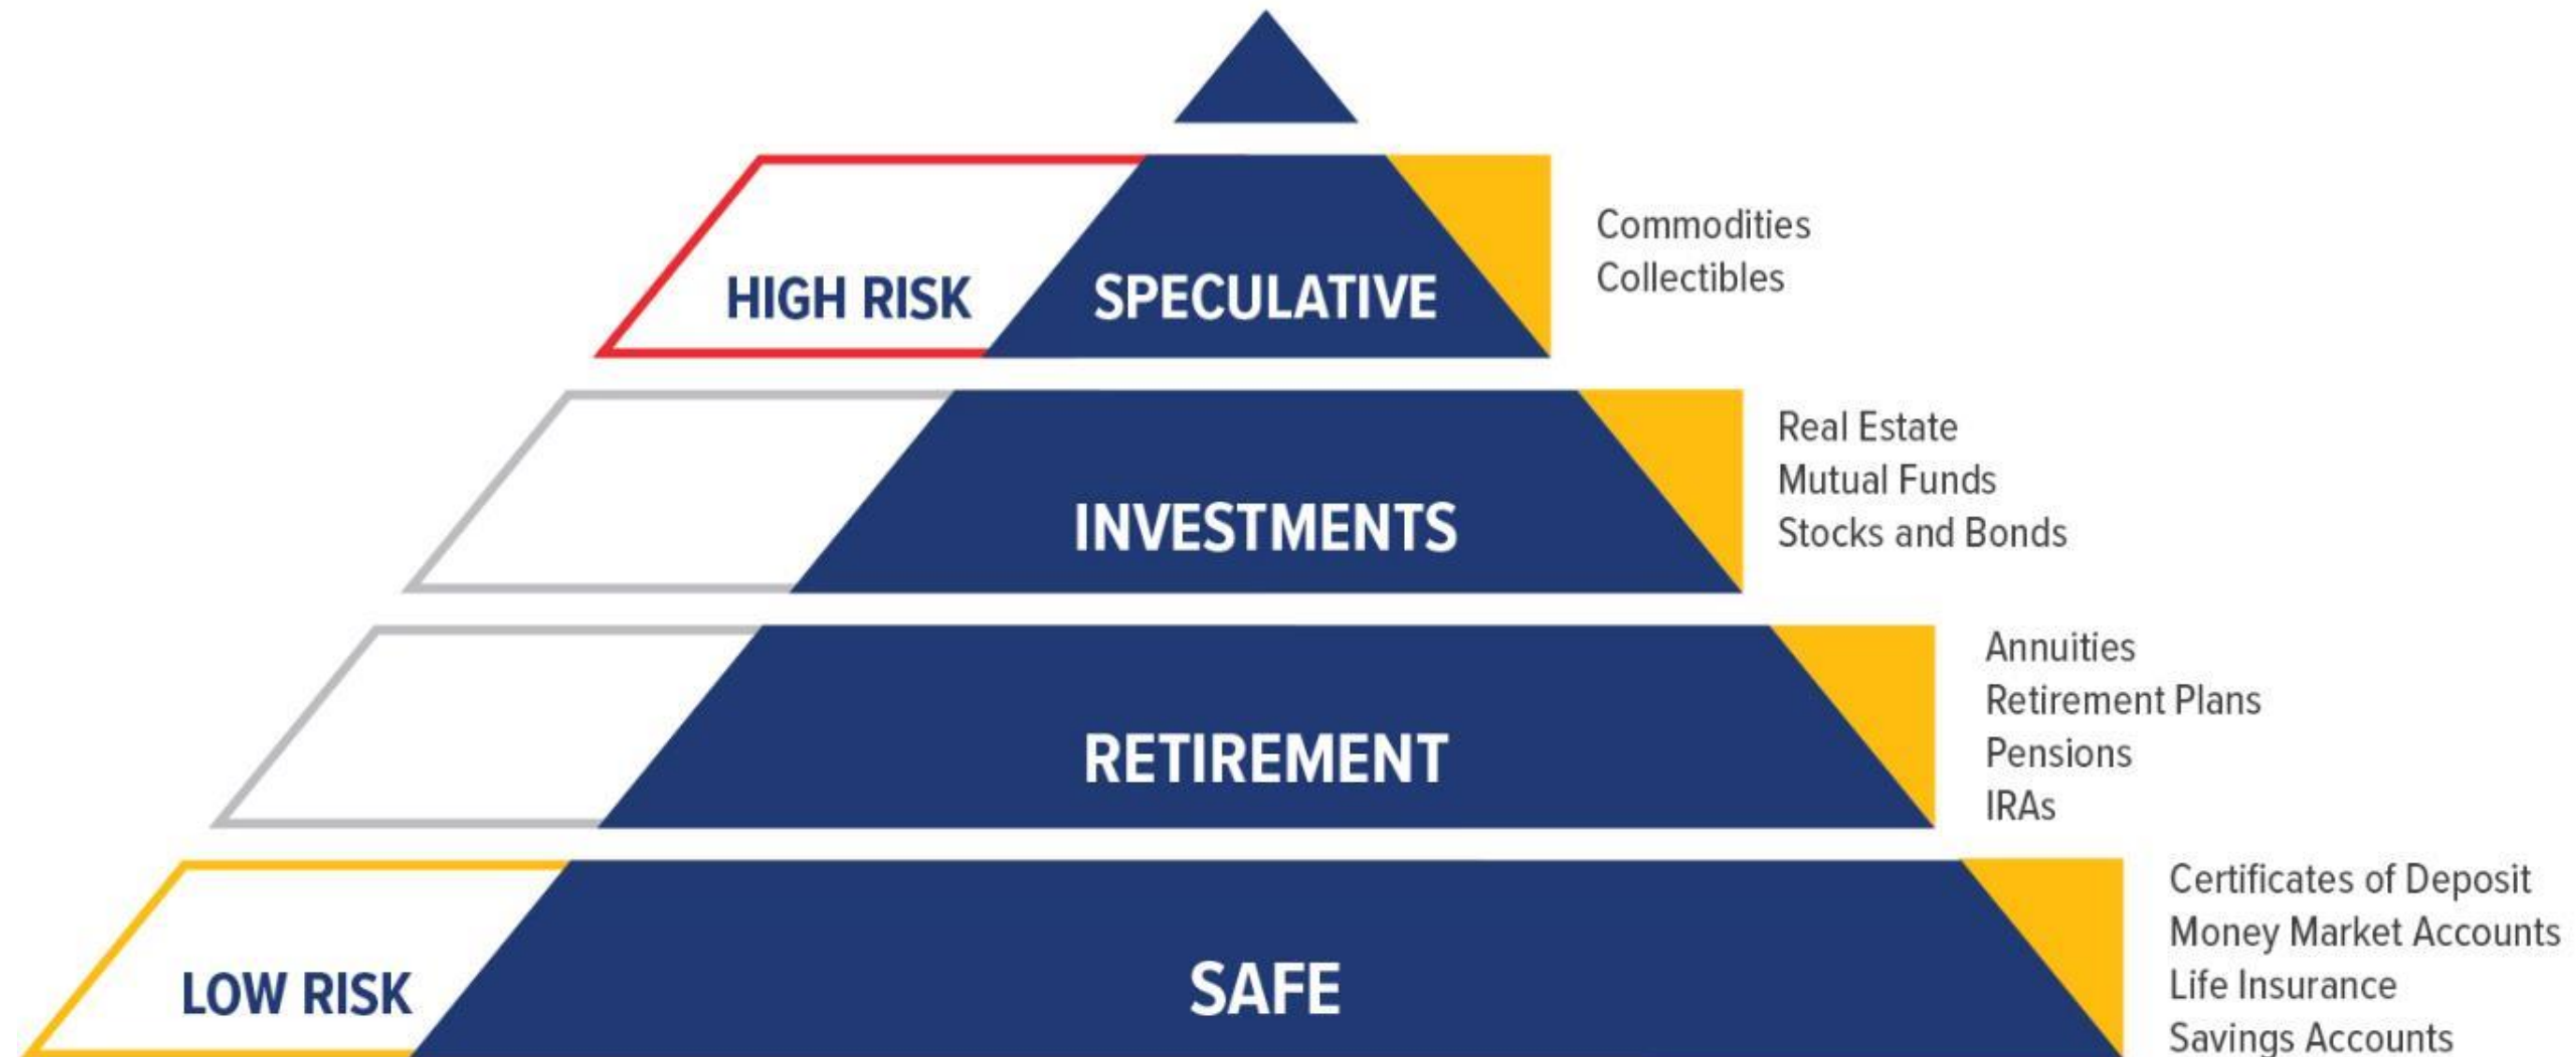 HIGH RISK
SPECULATIVE
Commodities
Collectibles
INVESTMENTS
Real Estate
Mutual Funds
Stocks and Bonds
RETIREMENT
Annuities
Retirement Plans
Pensions
IRAs
LOW RISK
SAFE
Certificates of Deposit
Money Market Accounts
Life Insurance
Savings Accounts